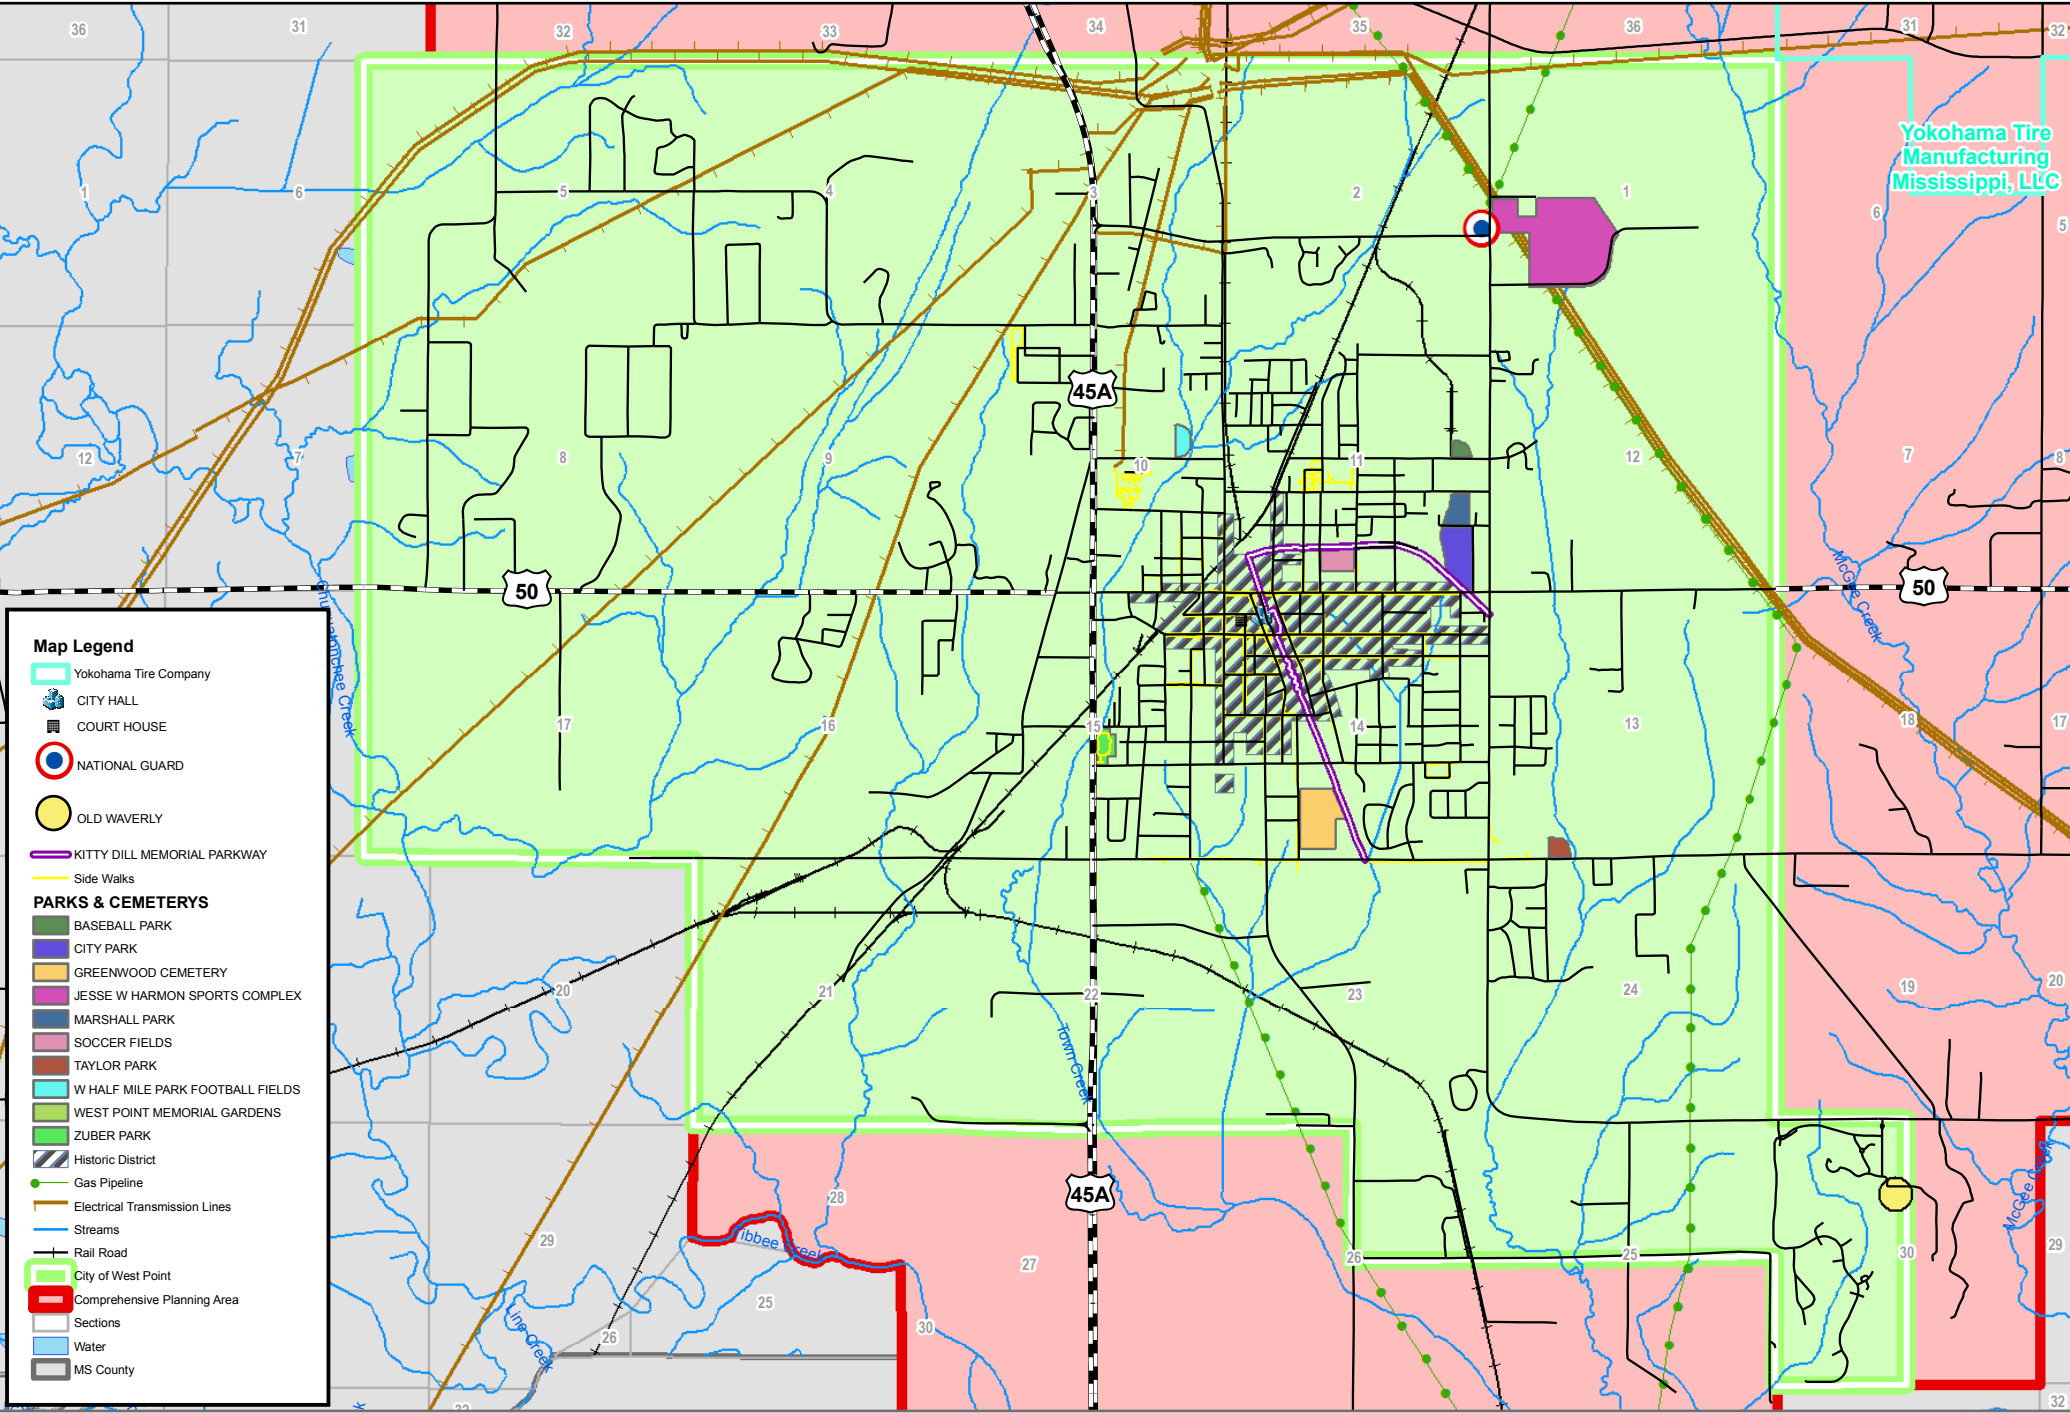 36
31
32
33
34
35
36
31
32
Yokohama Tire
Manufacturing
Mississippi, LLC
1
6
5
4
3
2
1
6
5
45A
12
7
8
9
10
11
12
7
8
50
50
Chuquatonchee Creek
McGee Creek
17
16
15
14
13
18
17
20
21
22
23
24
19
20
Town Creek
45A
28
29
27
26
25
30
29
Tibbee Creek
McGee Creek
25
30
26
Line Creek
32
32
Map Legend
Yokohama Tire Company
CITY HALL
COURT HOUSE
NATIONAL GUARD
OLD WAVERLY
KITTY DILL MEMORIAL PARKWAY
Side Walks
PARKS & CEMETERYS
BASEBALL PARK
CITY PARK
GREENWOOD CEMETERY
JESSE W HARMON SPORTS COMPLEX
MARSHALL PARK
SOCCER FIELDS
TAYLOR PARK
W HALF MILE PARK FOOTBALL FIELDS
WEST POINT MEMORIAL GARDENS
ZUBER PARK
Historic District
Gas Pipeline
Electrical Transmission Lines
Streams
Rail Road
City of West Point
Comprehensive Planning Area
Sections
Water
MS County